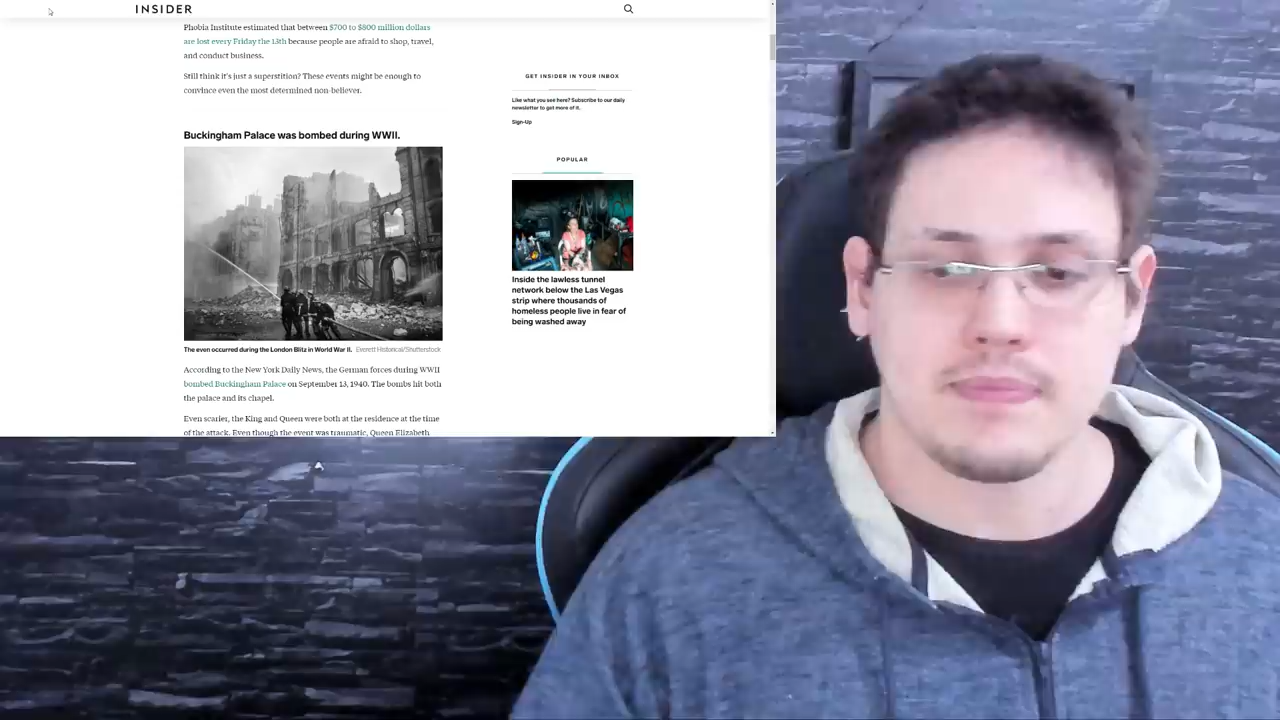 INSIDER
Phobia Institute estimated that between $700 to $800 million dollars
are lost every Friday the 13th because people are afraid to shop, travel,
and conduct business.
Still think it's just a superstition? These events might be enough to
convince even the most determined non-believer.
Buckingham Palace was bombed during WWII.
The even occurred during the London Blitz in World War II. Everett Historical/Shutterstock
According to the New York Daily News, the German forces during WWII
bombed Buckingham Palace on September 13, 1940. The bombs hit both
the palace and its chapel.
Even scarier, the King and Queen were both at the residence at the time
of the attack. Even though the event was traumatic, Queen Elizabeth
GET INSIDER IN YOUR INBOX
Like what you see here? Subscribe to our daily
newsletter to get more of it.
Sign-Up
POPULAR
Inside the lawless tunnel
network below the Las Vegas
strip where thousands of
homeless people live in fear of
being washed away